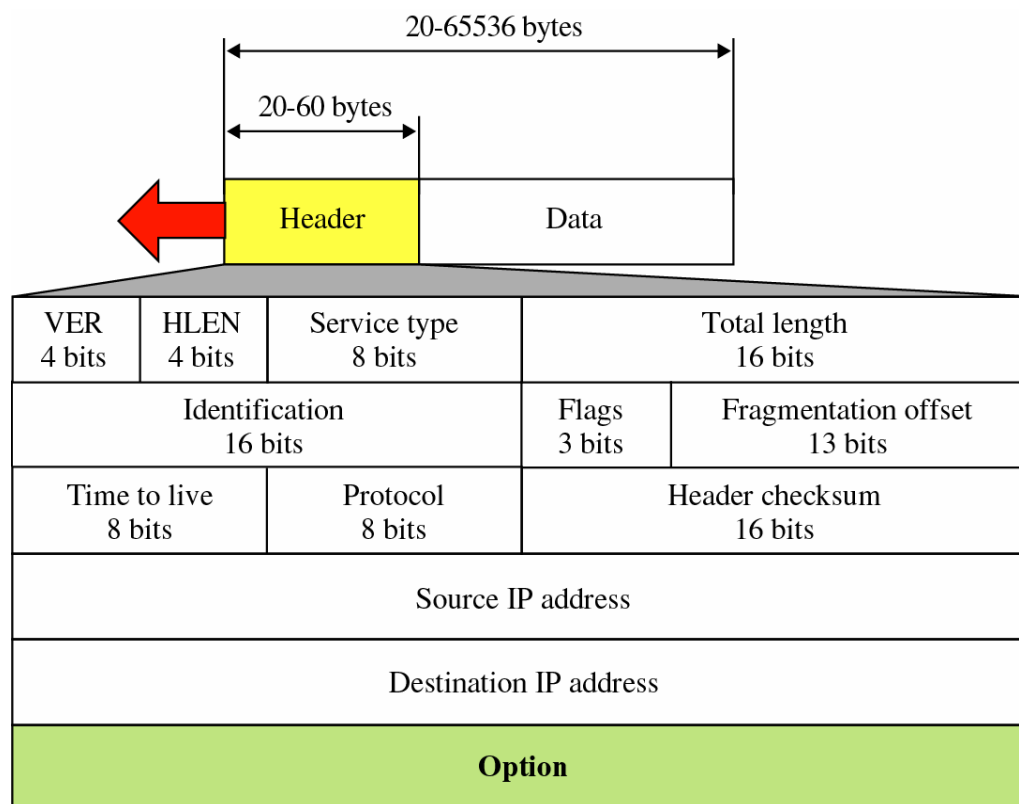 20-65536 bytes
20-60 bytes
Header
Data
VER
4 bits
HLEN
4 bits
Service type
8 bits
Total length
16 bits
Identification
16 bits
Flags
3 bits
Fragmentation offset
13 bits
Time to live
8 bits
Protocol
8 bits
Header checksum
16 bits
Source IP address
Destination IP address
Option